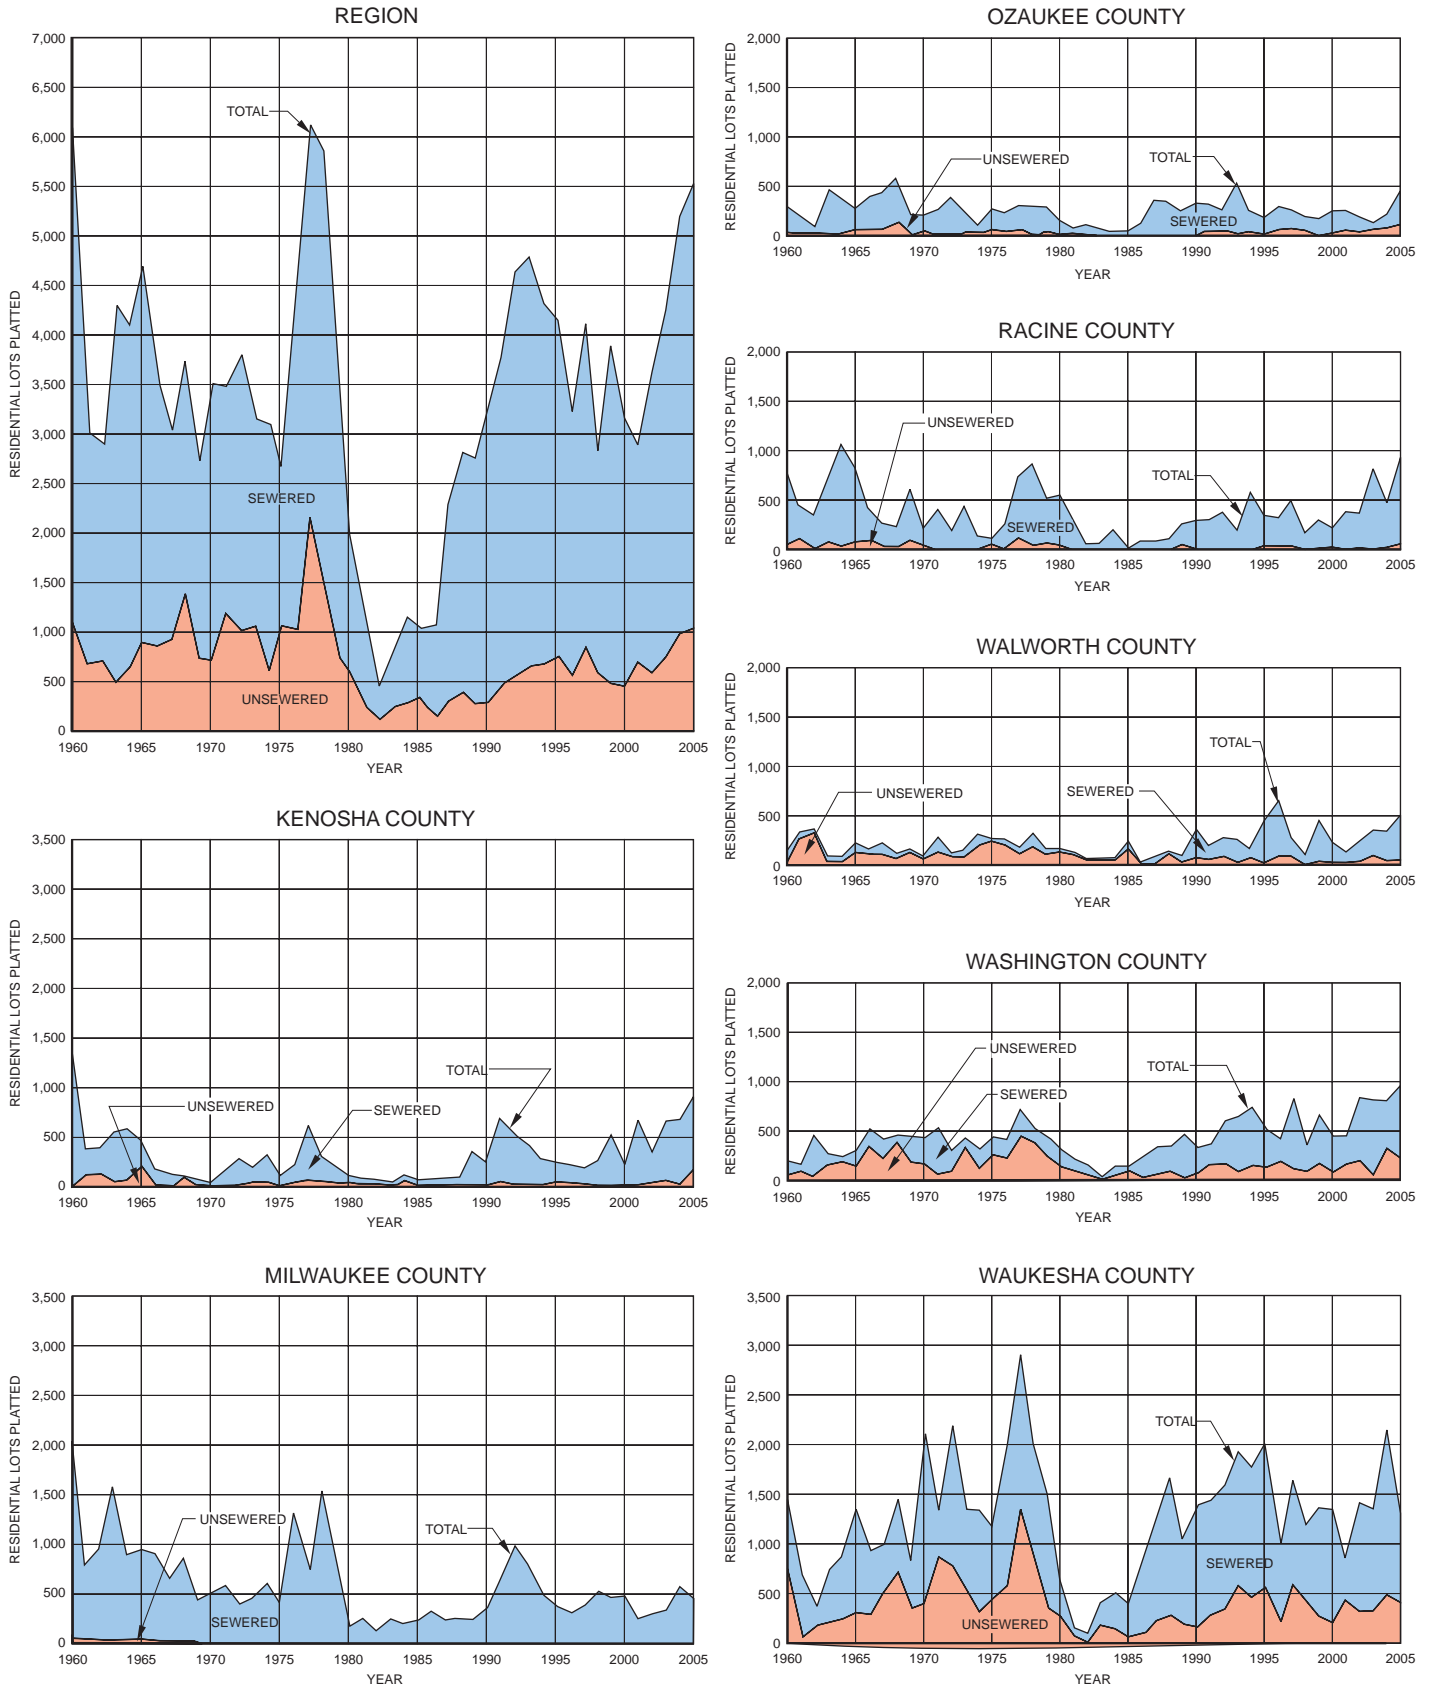 REGION
RESIDENTIAL LOTS PLATTED
7,000
6,500
6,000
5,500
5,000
4,500
4,000
3,500
3,000
2,500
2,000
1,500
1,000
500
0
TOTAL
SEWERED
UNSEWERED
1960 1965 1970 1975 1980 1985 1990 1995 2000 2005
YEAR
KENOSHA COUNTY
RESIDENTIAL LOTS PLATTED
3,500
3,000
2,500
2,000
1,500
1,000
500
0
TOTAL
UNSEWERED
SEWERED
1960 1965 1970 1975 1980 1985 1990 1995 2000 2005
YEAR
MILWAUKEE COUNTY
RESIDENTIAL LOTS PLATTED
3,500
3,000
2,500
2,000
1,500
1,000
500
0
UNSEWERED
TOTAL
SEWERED
1960 1965 1970 1975 1980 1985 1990 1995 2000 2005
YEAR
OZAUKEE COUNTY
RESIDENTIAL LOTS PLATTED
2,000
1,500
1,000
500
0
UNSEWERED
TOTAL
SEWERED
1960 1965 1970 1975 1980 1985 1990 1995 2000 2005
YEAR
RACINE COUNTY
RESIDENTIAL LOTS PLATTED
2,000
1,500
1,000
500
0
UNSEWERED
TOTAL
SEWERED
1960 1965 1970 1975 1980 1985 1990 1995 2000 2005
YEAR
WALWORTH COUNTY
RESIDENTIAL LOTS PLATTED
2,000
1,500
1,000
500
0
TOTAL
UNSEWERED
SEWERED
1960 1965 1970 1975 1980 1985 1990 1995 2000 2005
YEAR
WASHINGTON COUNTY
RESIDENTIAL LOTS PLATTED
2,000
1,500
1,000
500
0
UNSEWERED
TOTAL
SEWERED
1960 1965 1970 1975 1980 1985 1990 1995 2000 2005
YEAR
WAUKESHA COUNTY
RESIDENTIAL LOTS PLATTED
3,500
3,000
2,500
2,000
1,500
1,000
500
0
TOTAL
SEWERED
UNSEWERED
1960 1965 1970 1975 1980 1985 1990 1995 2000 2005
YEAR